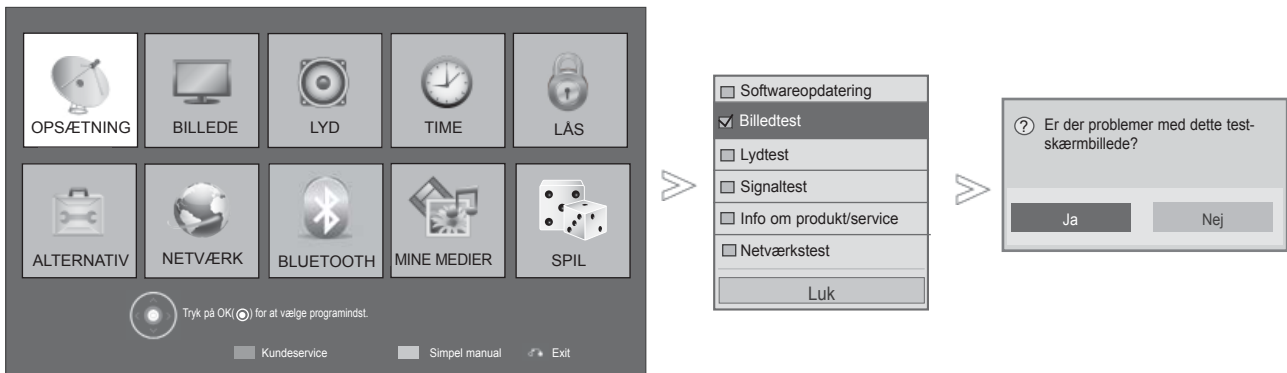 OPSÆTNING BILLEDE LYD TIME LÅS
ALTERNATIV NETVÆRK BLUETOOTH MINE MEDIER SPIL
Tryk på OK(◉) for at vælge programindst.
Kundeservice Simpel manual Exit
Softwareopdatering
Billedtest
Lydtest
Signaltest
Info om produkt/service
Netværkstest
Luk
? Er der problemer med dette test-
skærmbillede?
Ja Nej